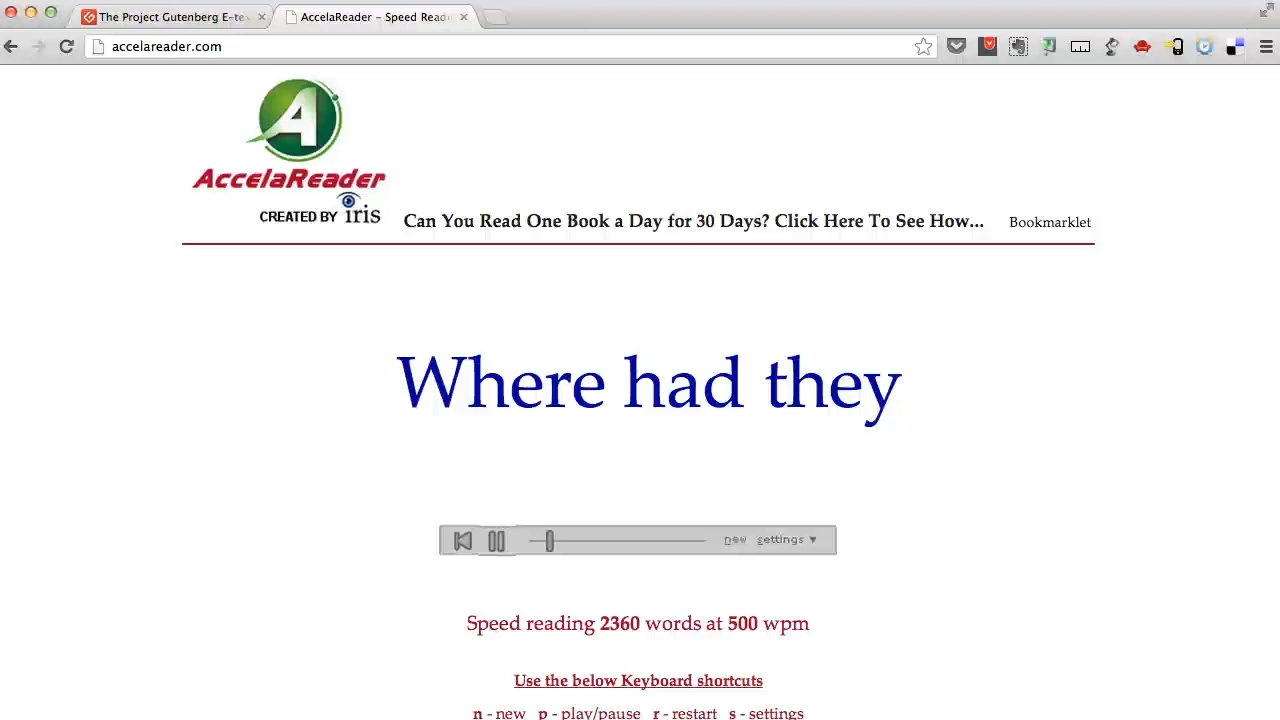 The Project Gutenberg E-te
AccelaReader – Speed Read
accelareader.com
A
AccelaReader
CREATED BY iris
Can You Read One Book a Day for 30 Days? Click Here To See How... Bookmarklet
Where had they
new settings ▼
Speed reading 2360 words at 500 wpm
Use the below Keyboard shortcuts
n - new p - play/pause r - restart s - settings